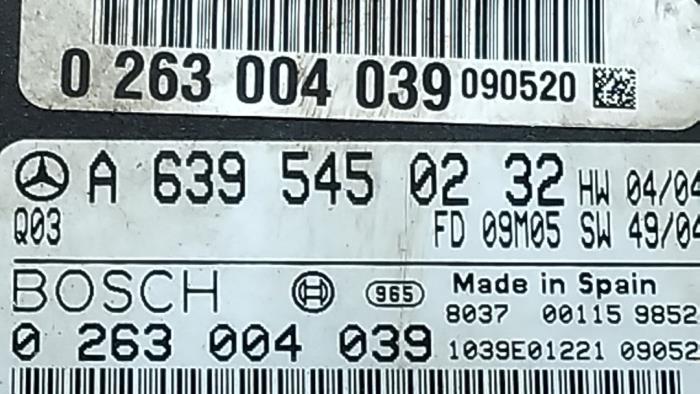 0 263 004 039 090520
A 639 545 02 32 HW 04/04
Q03 FD 09M05 SW 49/04
BOSCH 965 Made in Spain
8037 00115 9852
0 263 004 039 1039E01221 09052